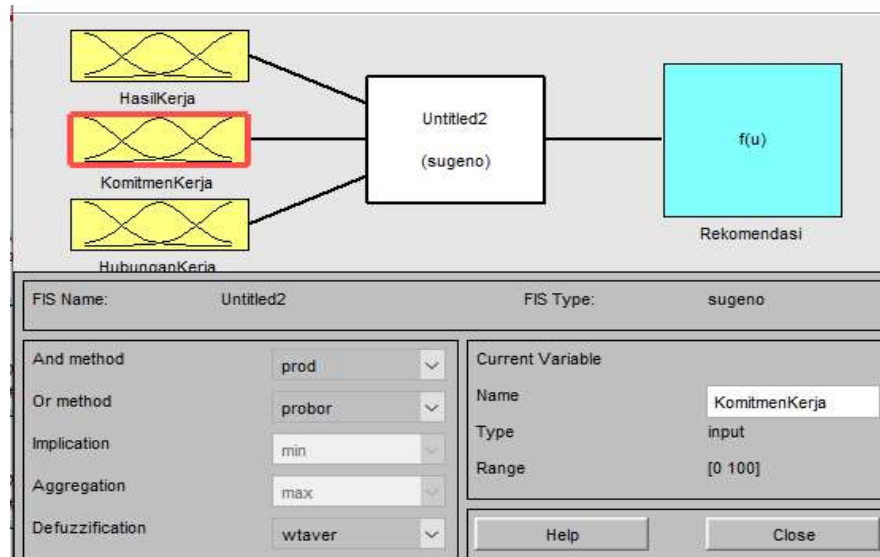 HasilKerja
KomitmenKerja
HubunganKerja
Untitled2
(sugeno)
f(u)
Rekomendasi
FIS Name: Untitled2 FIS Type: sugeno
And method prod
Or method probor
Implication min
Aggregation max
Defuzzification wtaver
Current Variable
Name KomitmenKerja
Type input
Range [0 100]
Help Close